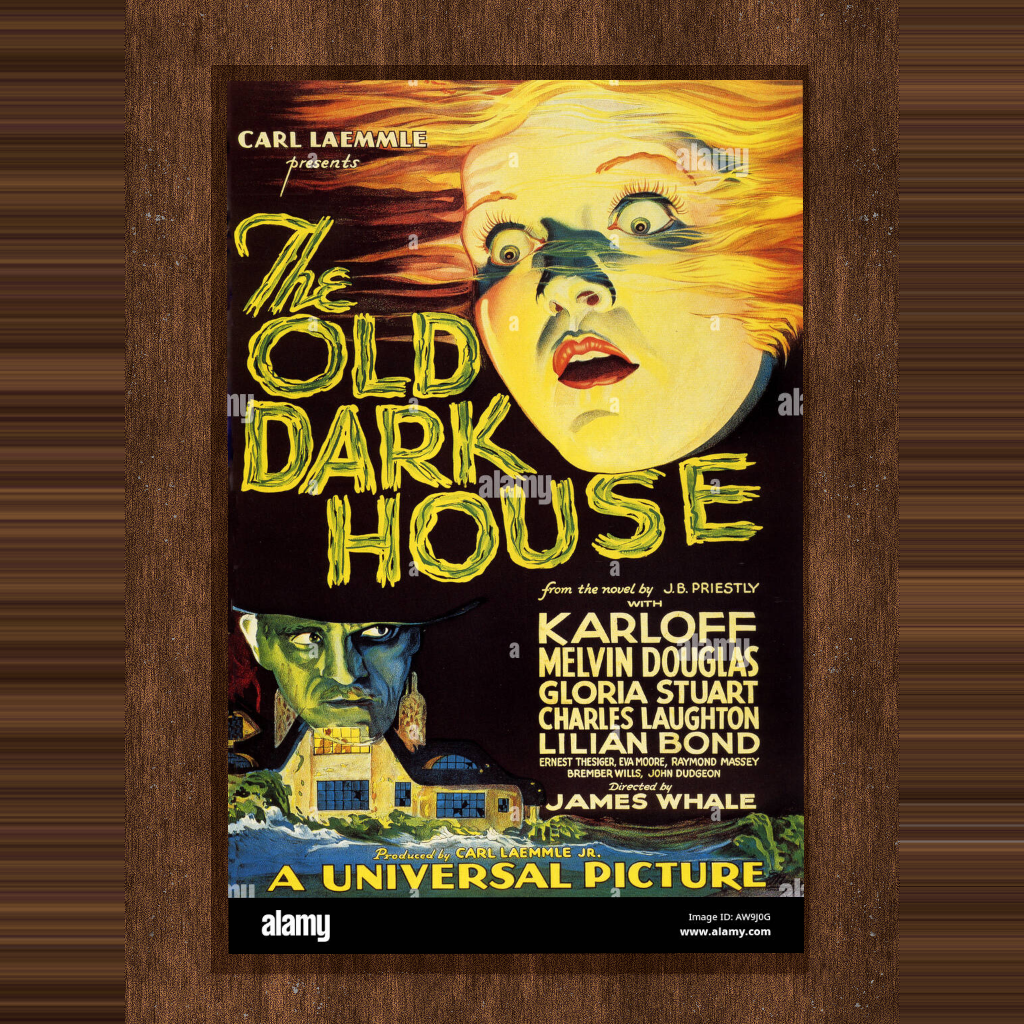 CARL LAEMMLE
presents
The
OLD
DARK
HOUSE
from the novel by J.B. PRIESTLY
WITH
KARLOFF
MELVIN DOUGLAS
GLORIA STUART
CHARLES LAUGHTON
LILIAN BOND
ERNEST THESIGER, EVA MOORE, RAYMOND MASSEY
BREMBER WILLS, JOHN DUDGEON
Directed by
JAMES WHALE
Produced by CARL LAEMMLE JR.
A UNIVERSAL PICTURE
alamy
Image ID: AW9J0G
www.alamy.com